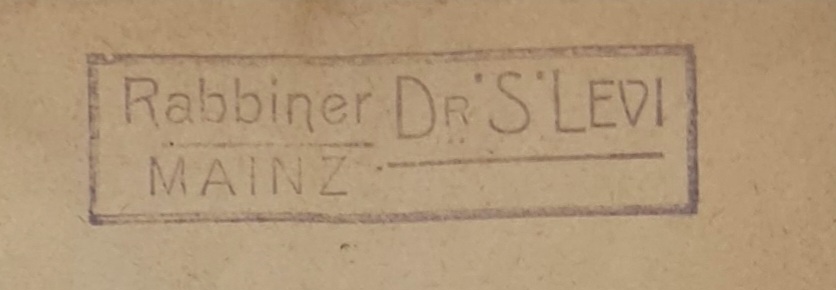 Rabbiner DR· S· LEVI
MAINZ